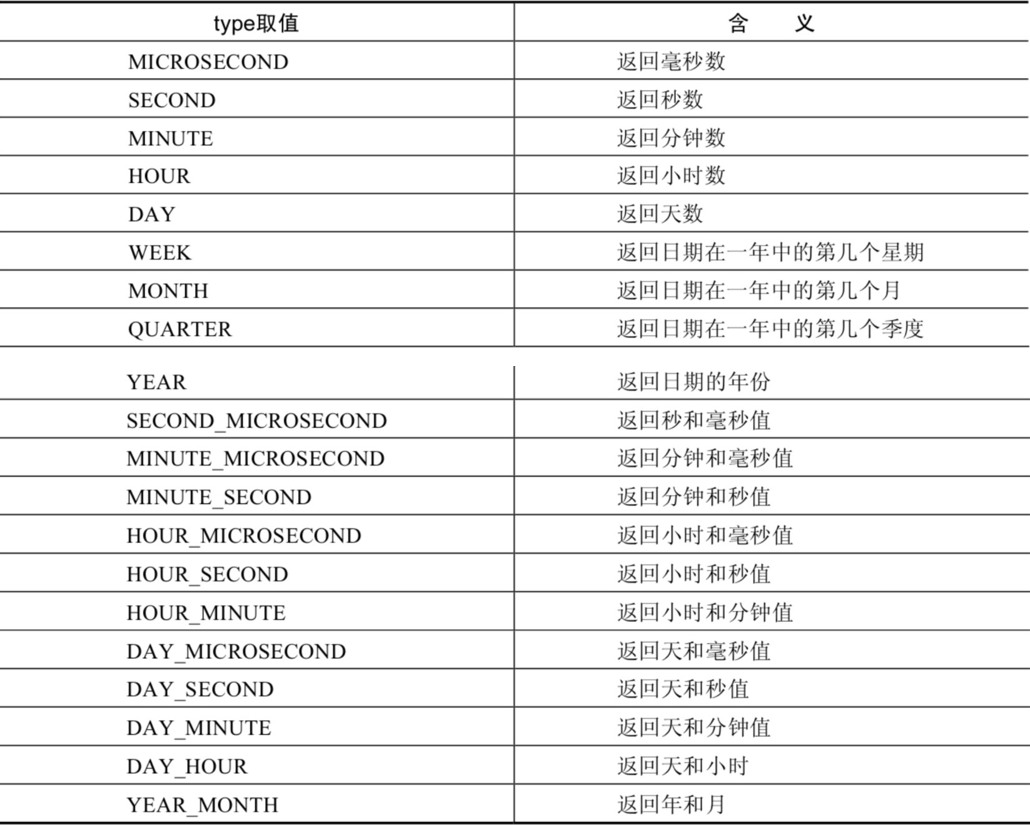 type取值 含 义
MICROSECOND 返回毫秒数
SECOND 返回秒数
MINUTE 返回分钟数
HOUR 返回小时数
DAY 返回天数
WEEK 返回日期在一年中的第几个星期
MONTH 返回日期在一年中的第几个月
QUARTER 返回日期在一年中的第几个季度
YEAR 返回日期的年份
SECOND_MICROSECOND 返回秒和毫秒值
MINUTE_MICROSECOND 返回分钟和毫秒值
MINUTE_SECOND 返回分钟和秒值
HOUR_MICROSECOND 返回小时和毫秒值
HOUR_SECOND 返回小时和秒值
HOUR_MINUTE 返回小时和分钟值
DAY_MICROSECOND 返回天和毫秒值
DAY_SECOND 返回天和秒值
DAY_MINUTE 返回天和分钟值
DAY_HOUR 返回天和小时
YEAR_MONTH 返回年和月